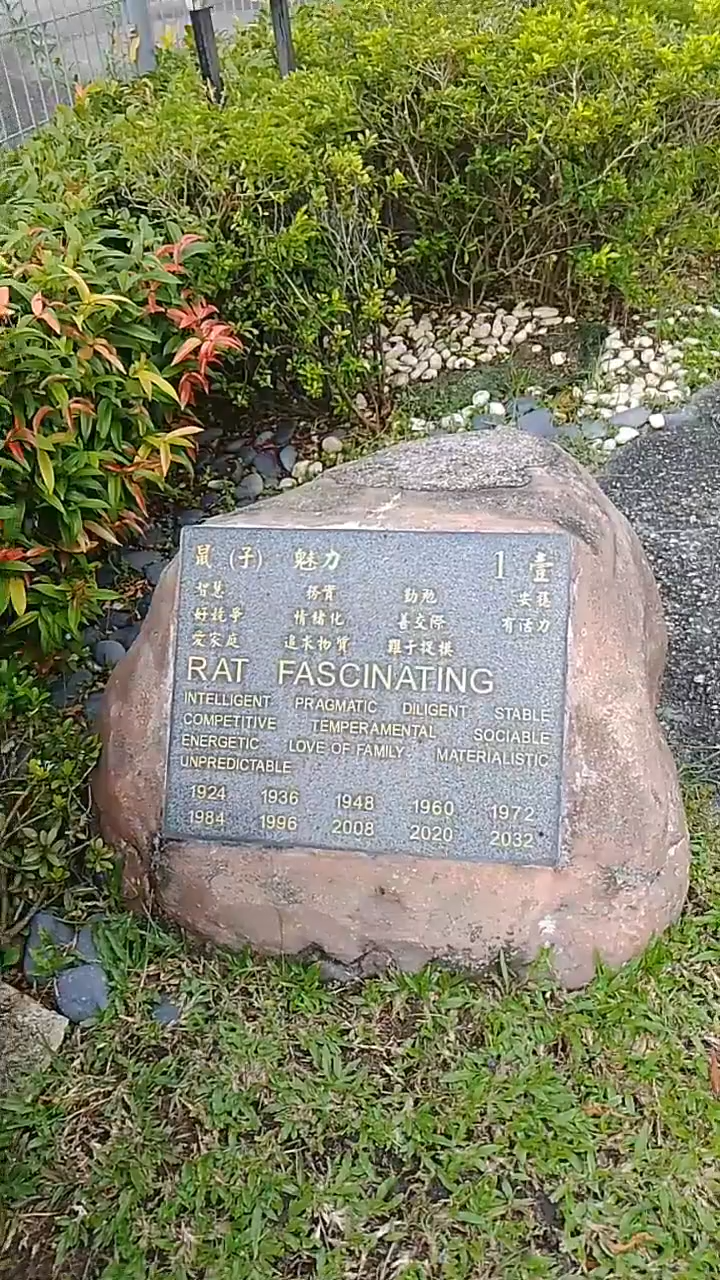 鼠 (子) 魅力 1 壹
智慧 務實 勤勉 安穩
好抗爭 情緒化 善交際 有活力
愛家庭 追求物質 難于捉摸
RAT FASCINATING
INTELLIGENT PRAGMATIC DILIGENT STABLE
COMPETITIVE TEMPERAMENTAL SOCIABLE
ENERGETIC LOVE OF FAMILY MATERIALISTIC
UNPREDICTABLE
1924 1936 1948 1960 1972
1984 1996 2008 2020 2032